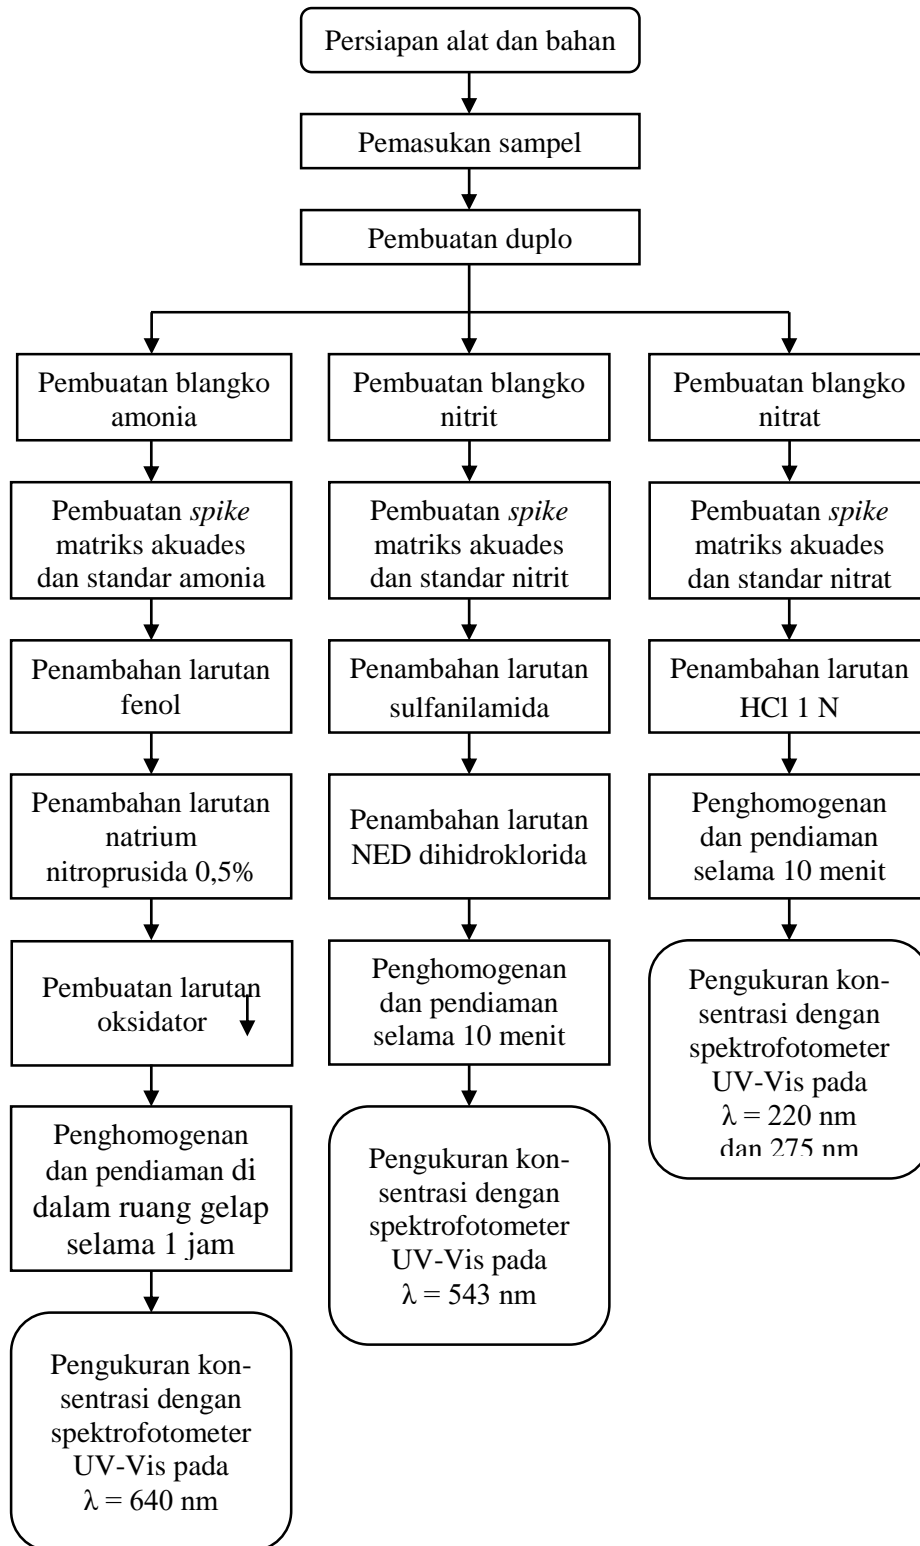 Persiapan alat dan bahan
Pemasukan sampel
Pembuatan duplo
Pembuatan blangko
amonia
Pembuatan spike
matriks akuades
dan standar amonia
Penambahan larutan
fenol
Penambahan larutan
natrium
nitroprusida 0,5%
Pembuatan larutan
oksidator
Penghomogenan
dan pendiaman di
dalam ruang gelap
selama 1 jam
Pengukuran kon-
sentrasi dengan
spektrofotometer
UV-Vis pada
λ = 640 nm
Pembuatan blangko
nitrit
Pembuatan spike
matriks akuades
dan standar nitrit
Penambahan larutan
sulfanilamida
Penambahan larutan
NED dihidroklorida
Penghomogenan
dan pendiaman
selama 10 menit
Pengukuran kon-
sentrasi dengan
spektrofotometer
UV-Vis pada
λ = 543 nm
Pembuatan blangko
nitrat
Pembuatan spike
matriks akuades
dan standar nitrat
Penambahan larutan
HCl 1 N
Penghomogenan
dan pendiaman
selama 10 menit
Pengukuran kon-
sentrasi dengan
spektrofotometer
UV-Vis pada
λ = 220 nm
dan 275 nm